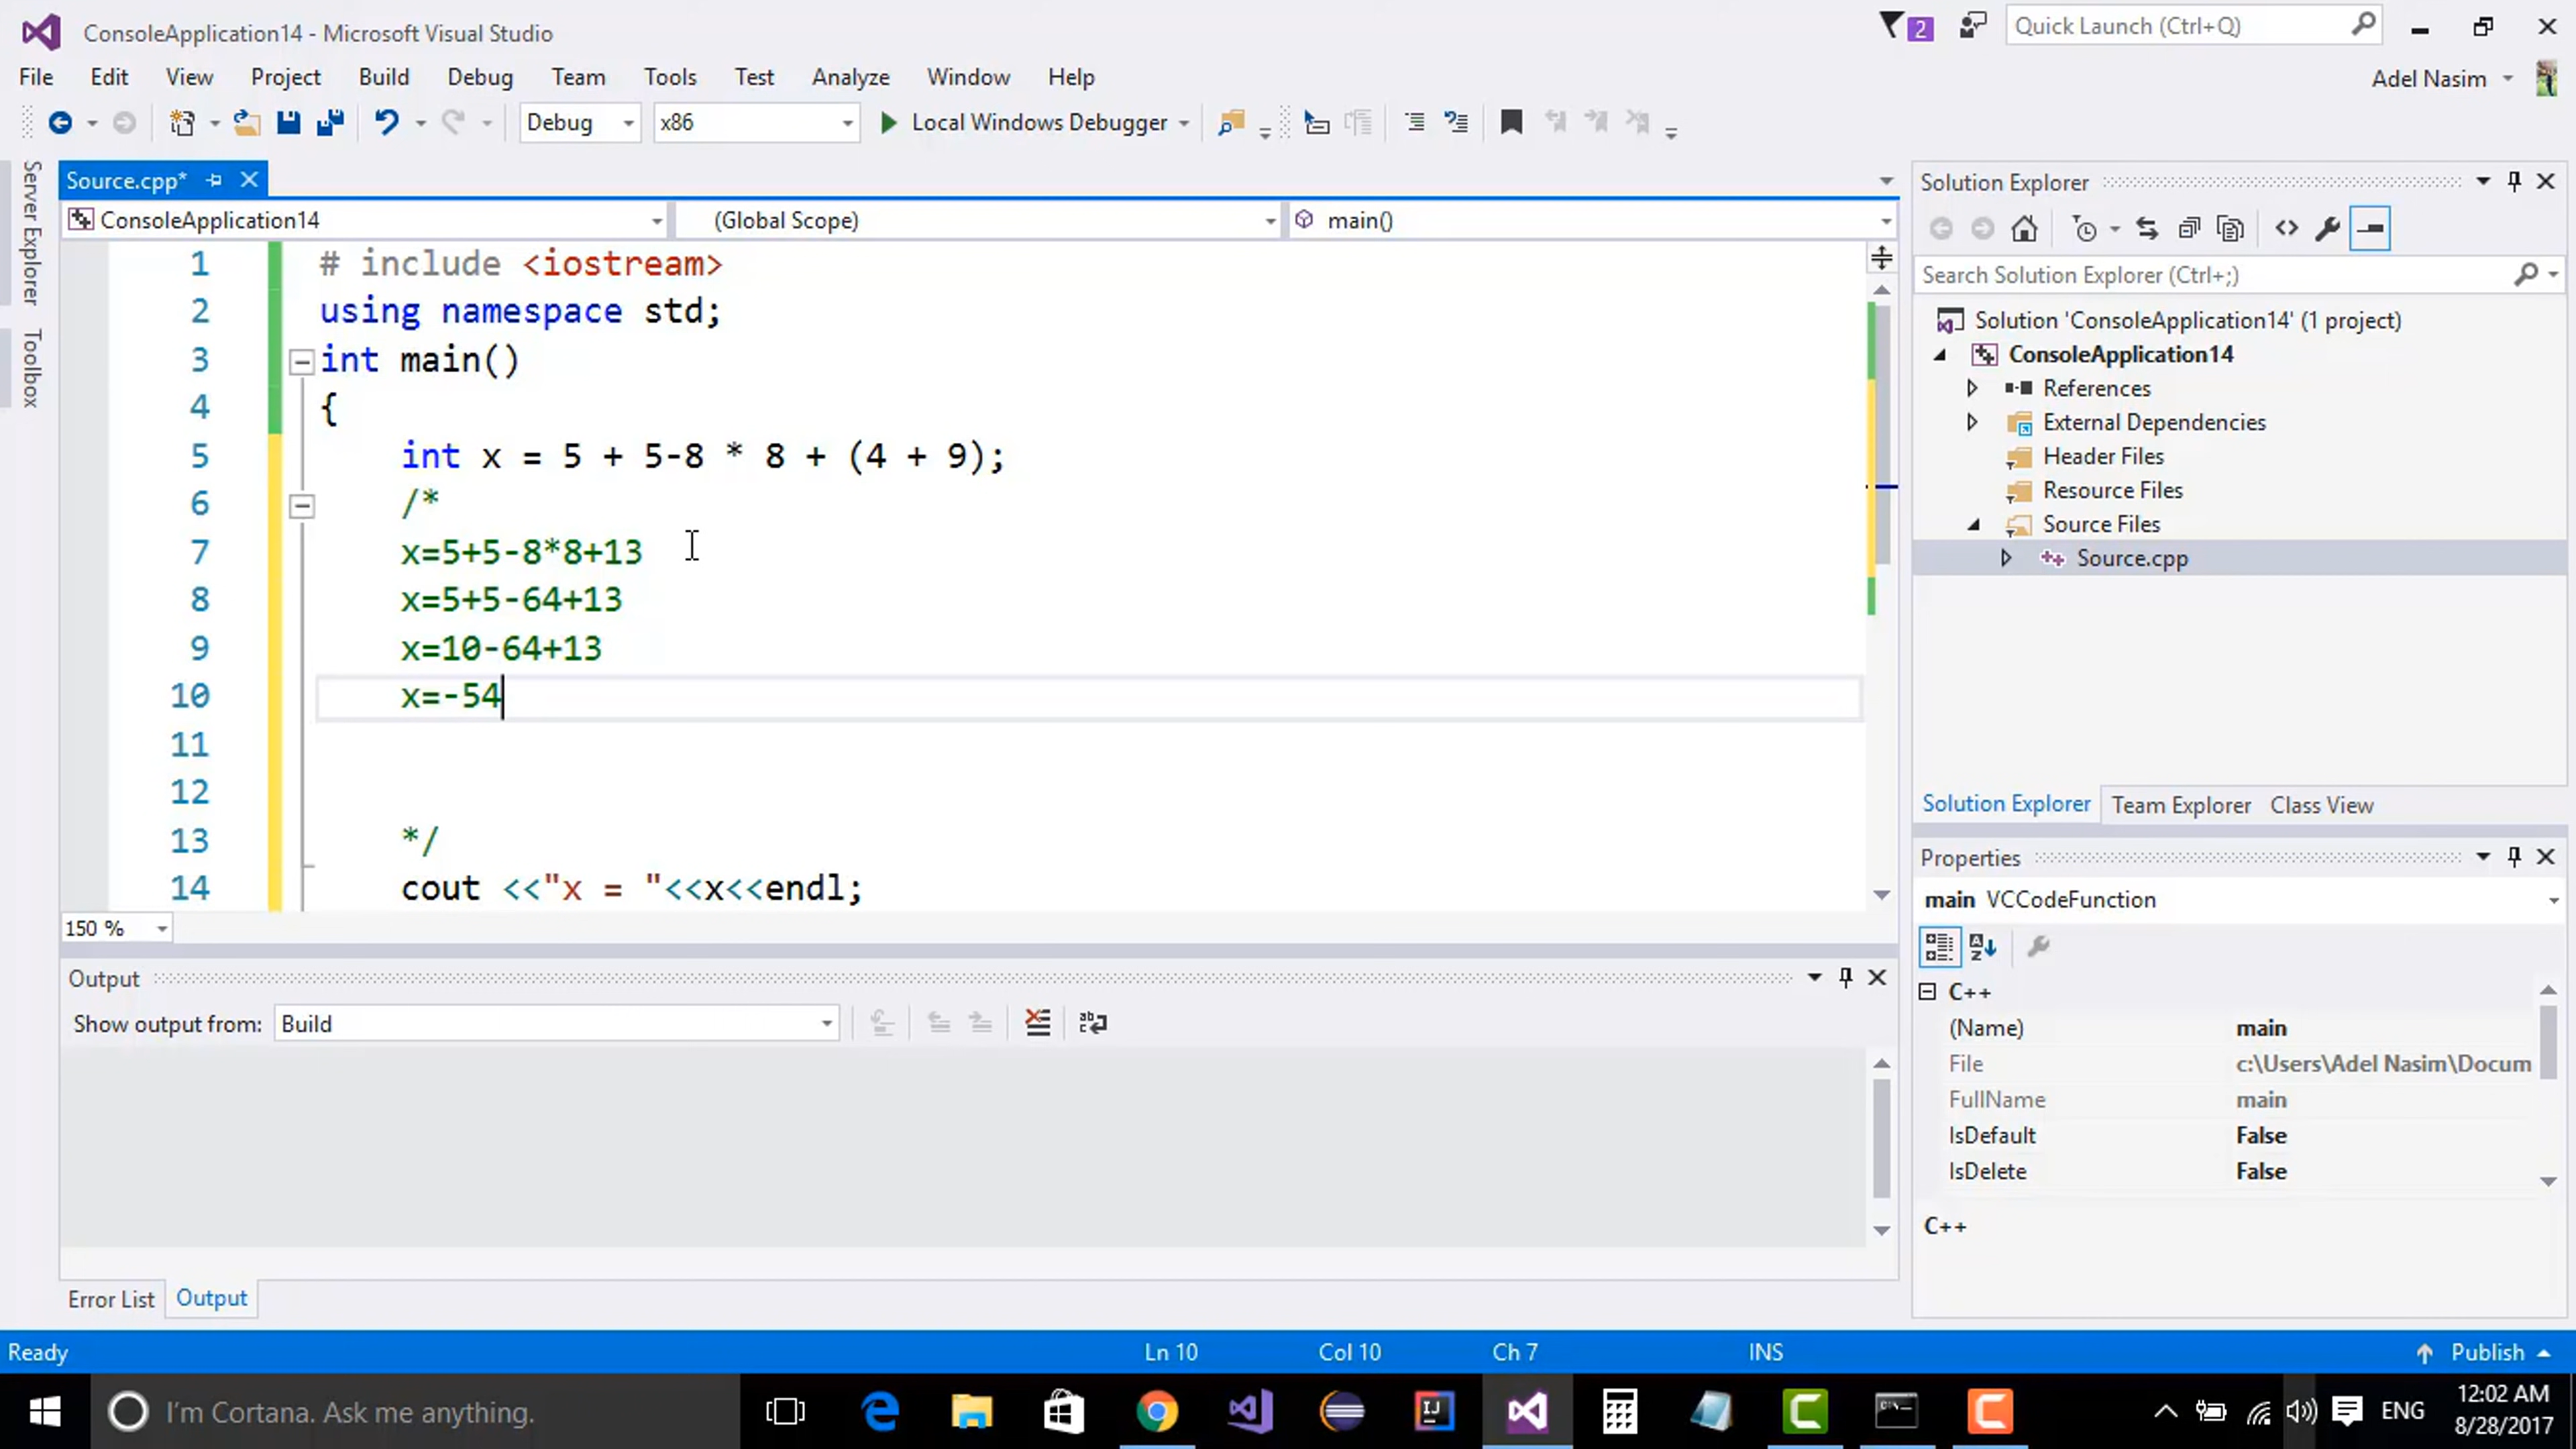 ConsoleApplication14 - Microsoft Visual Studio
2
Quick Launch (Ctrl+Q)
File Edit View Project Build Debug Team Tools Test Analyze Window Help
Adel Nasim
Debug x86 Local Windows Debugger
Server Explorer
Toolbox
Source.cpp*
ConsoleApplication14 (Global Scope) main()
1 # include <iostream>
2 using namespace std;
3 int main()
4 {
5 int x = 5 + 5-8 * 8 + (4 + 9);
6 /*
7 x=5+5-8*8+13
8 x=5+5-64+13
9 x=10-64+13
10 x=-54
11
12
13 */
14 cout <<"x = "<<x<<endl;
150 %
Output
Show output from: Build
Error List Output
Solution Explorer
Search Solution Explorer (Ctrl+;)
Solution 'ConsoleApplication14' (1 project)
ConsoleApplication14
References
External Dependencies
Header Files
Resource Files
Source Files
Source.cpp
Solution Explorer Team Explorer Class View
Properties
main VCCodeFunction
C++
(Name) main
File c:\Users\Adel Nasim\Docum
FullName main
IsDefault False
IsDelete False
C++
Ready Ln 10 Col 10 Ch 7 INS Publish
I'm Cortana. Ask me anything.
ENG
12:02 AM
8/28/2017